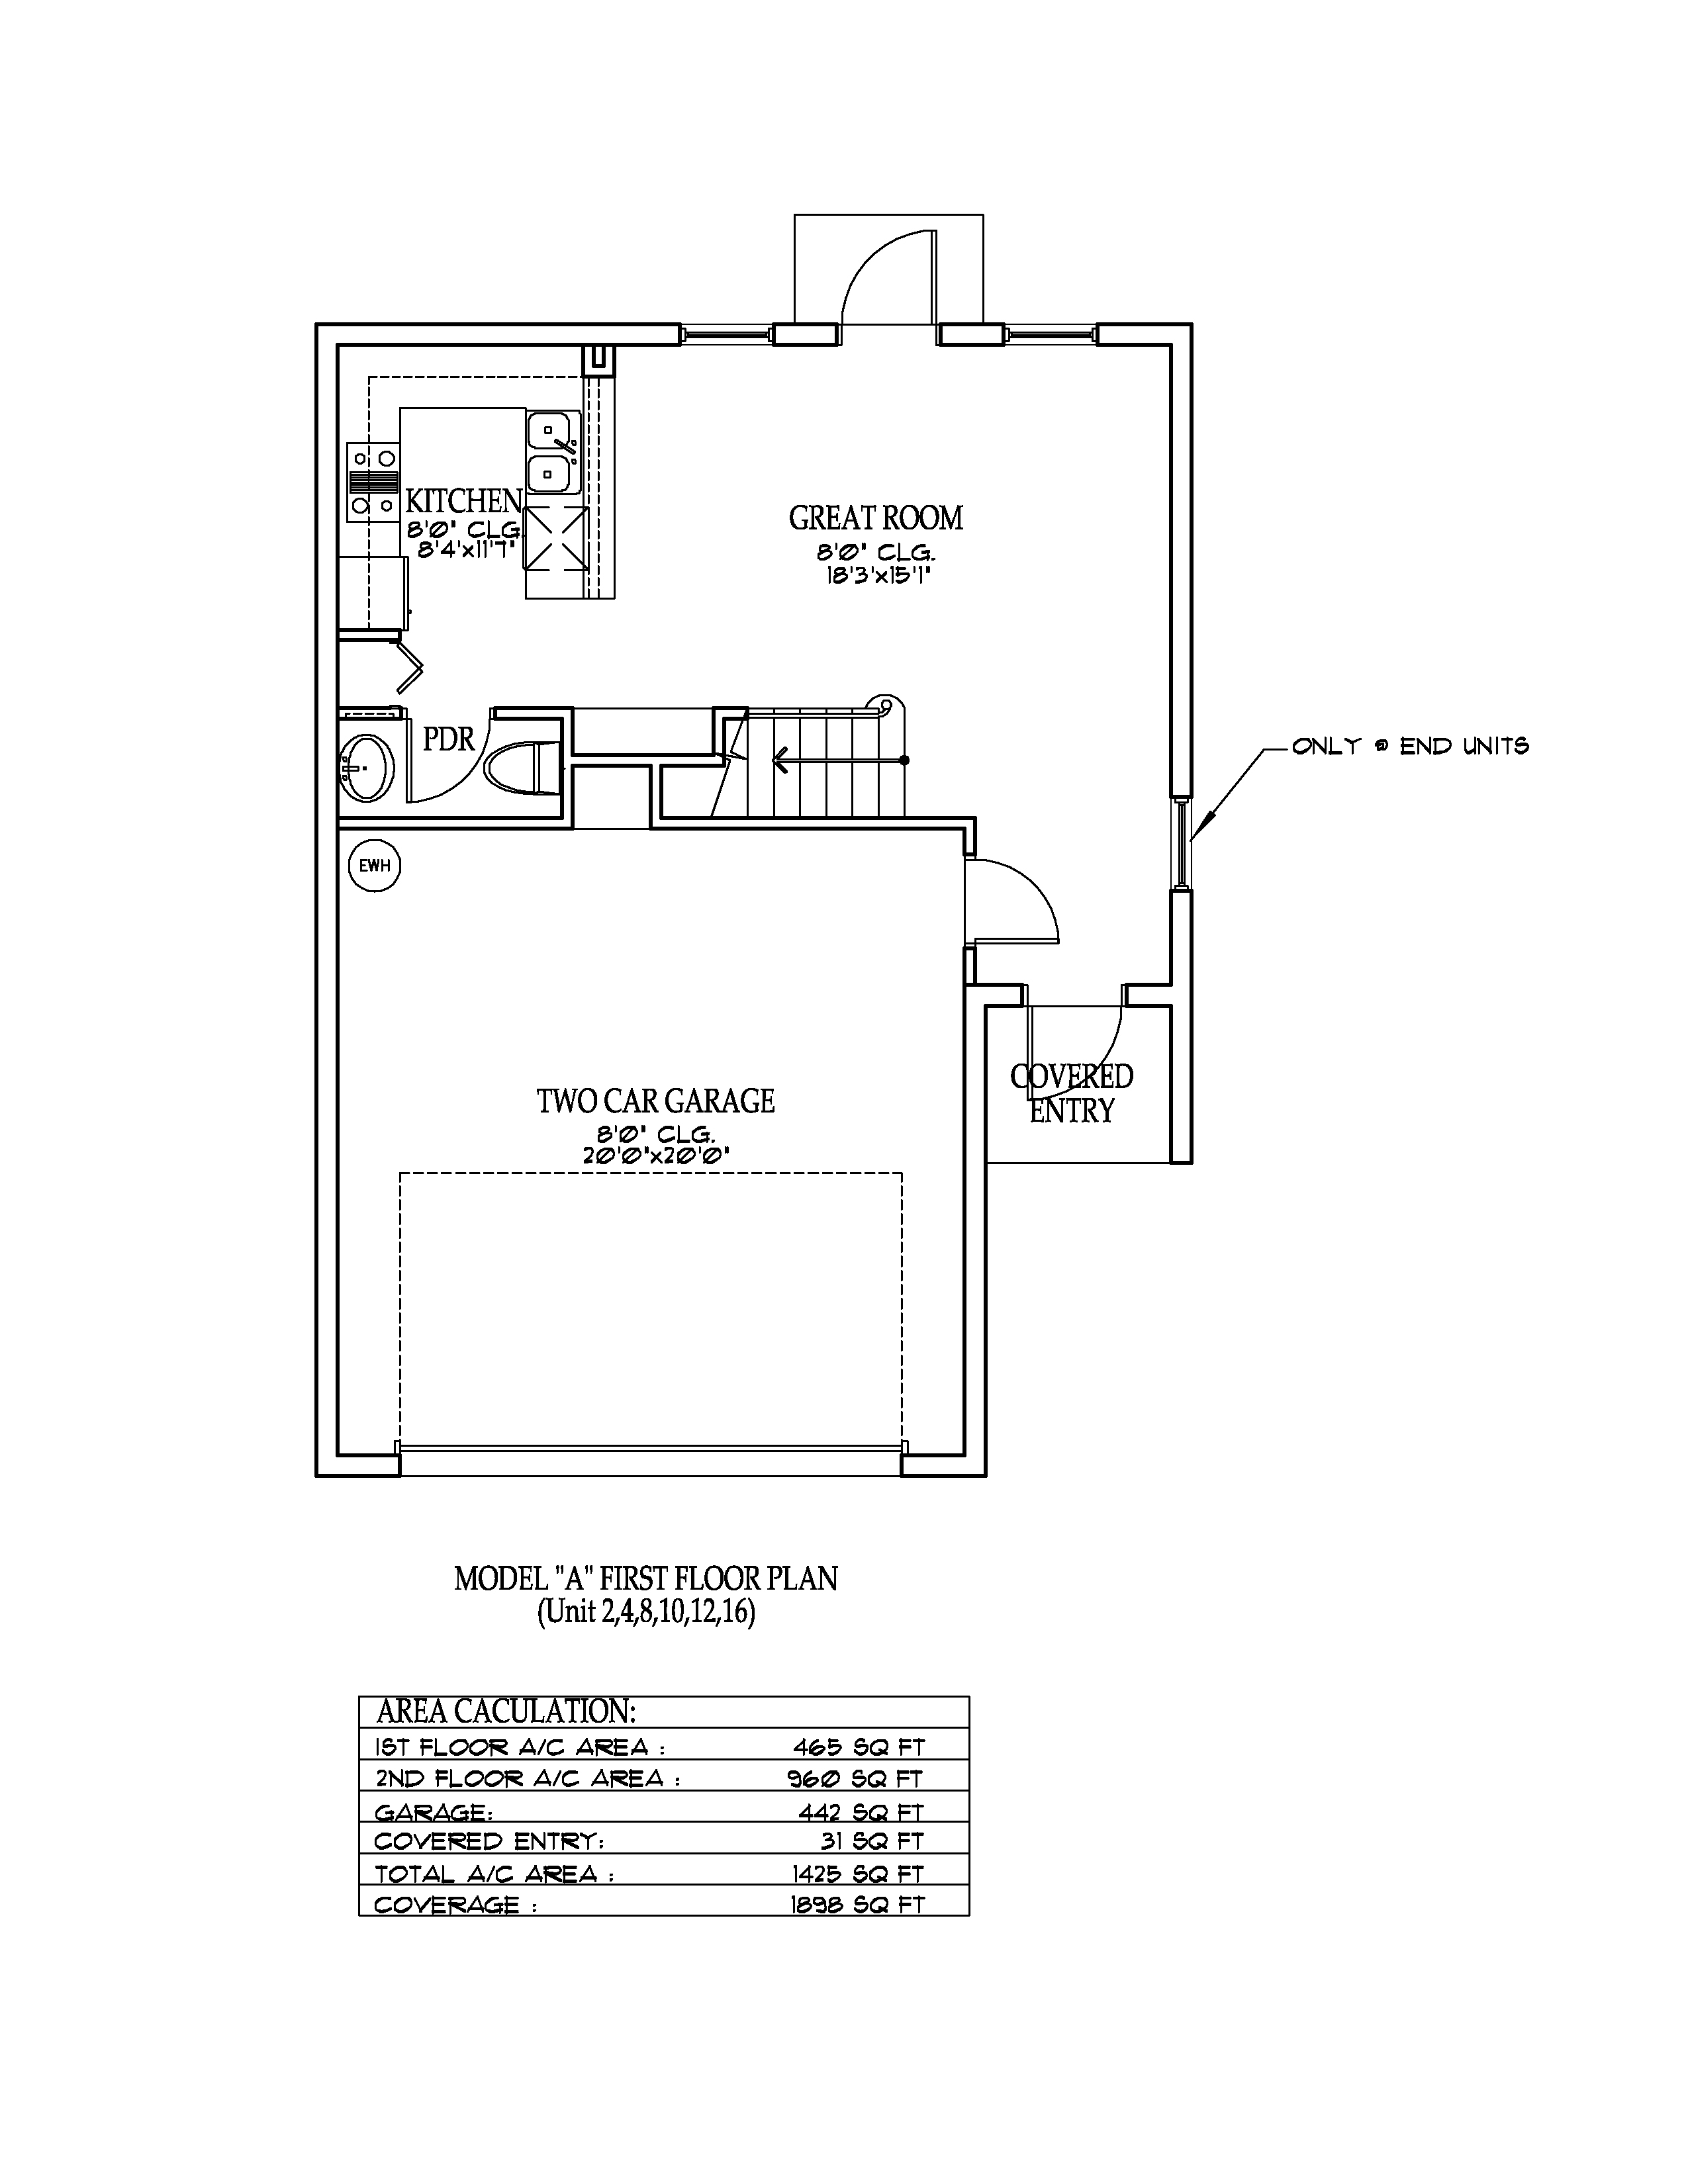 KITCHEN
8'0" CLG.
8'4'x11'7"
GREAT ROOM
8'0" CLG.
18'3'x15'1"
PDR
ONLY @ END UNITS
EWH
COVERED
ENTRY
TWO CAR GARAGE
8'0" CLG.
20'0"x20'0"
MODEL "A" FIRST FLOOR PLAN
(Unit 2,4,8,10,12,16)
AREA CACULATION:
1ST FLOOR A/C AREA : 465 SQ FT
2ND FLOOR A/C AREA : 960 SQ FT
GARAGE: 442 SQ FT
COVERED ENTRY: 31 SQ FT
TOTAL A/C AREA : 1425 SQ FT
COVERAGE : 1898 SQ FT